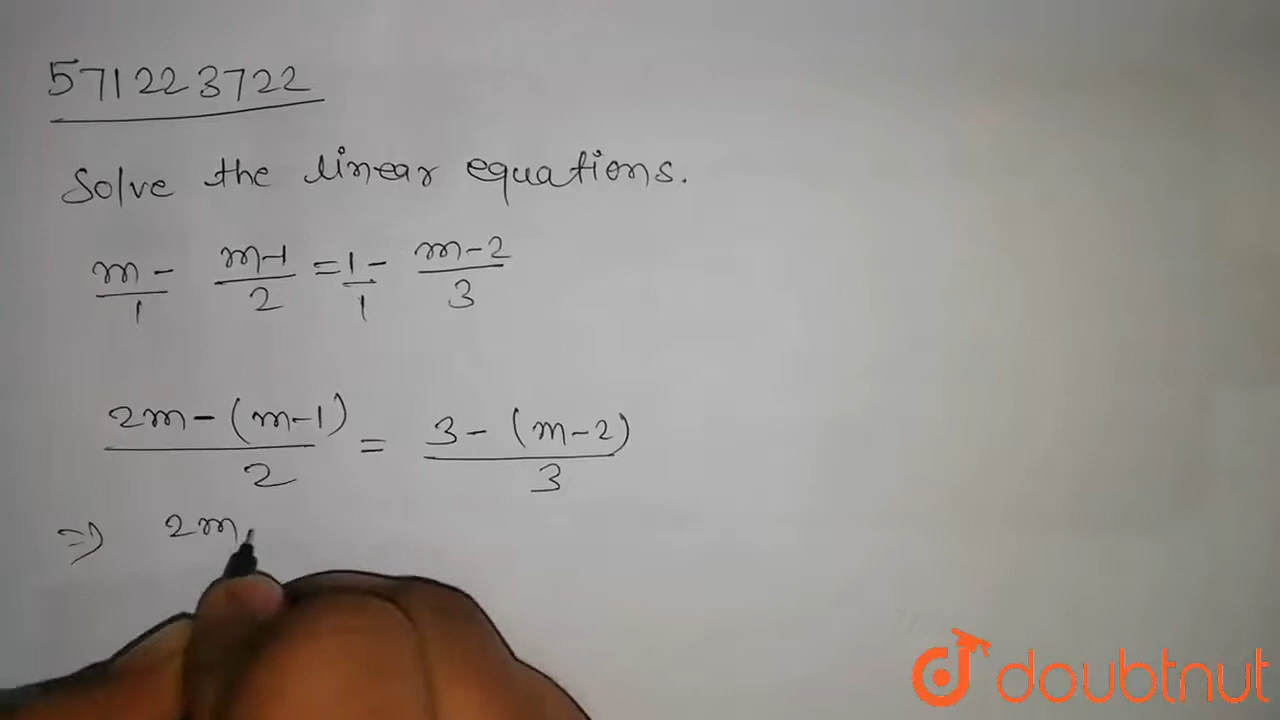 571223722
Solve the linear equations.
m/1 - (m-1)/2 = 1/1 - (m-2)/3
(2m-(m-1))/2 = (3-(m-2))/3
⇒ 2m
doubtnut